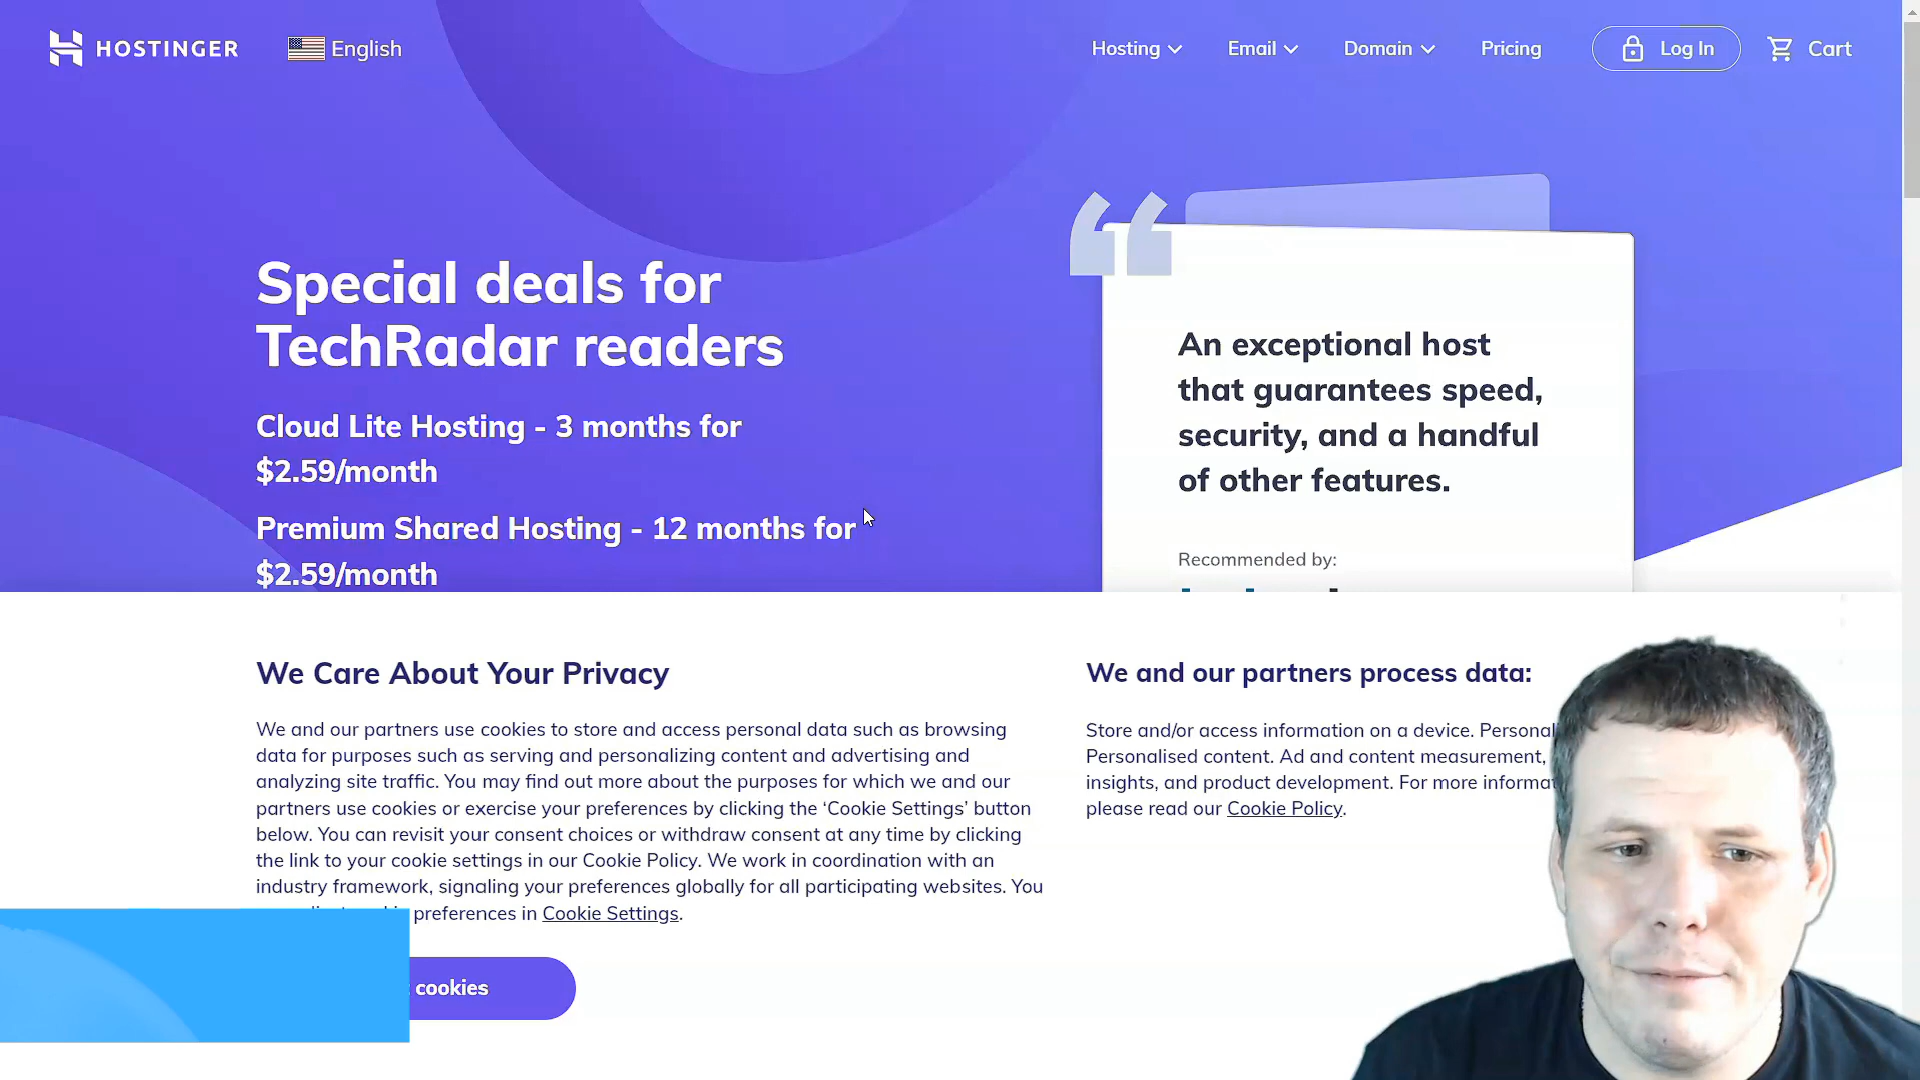 HOSTINGER
English
Hosting
Email
Domain
Pricing
Log In
Cart
Special deals for
TechRadar readers
Cloud Lite Hosting - 3 months for
$2.59/month
Premium Shared Hosting - 12 months for
$2.59/month
An exceptional host
that guarantees speed,
security, and a handful
of other features.
Recommended by:
We Care About Your Privacy
We and our partners use cookies to store and access personal data such as browsing
data for purposes such as serving and personalizing content and advertising and
analyzing site traffic. You may find out more about the purposes for which we and our
partners use cookies or exercise your preferences by clicking the ‘Cookie Settings’ button
below. You can revisit your consent choices or withdraw consent at any time by clicking
the link to your cookie settings in our Cookie Policy. We work in coordination with an
industry framework, signaling your preferences globally for all participating websites. You
preferences in Cookie Settings.
cookies
We and our partners process data:
Store and/or access information on a device.
Personalised content. Ad and content measurement,
insights, and product development. For more
please read our Cookie Policy.